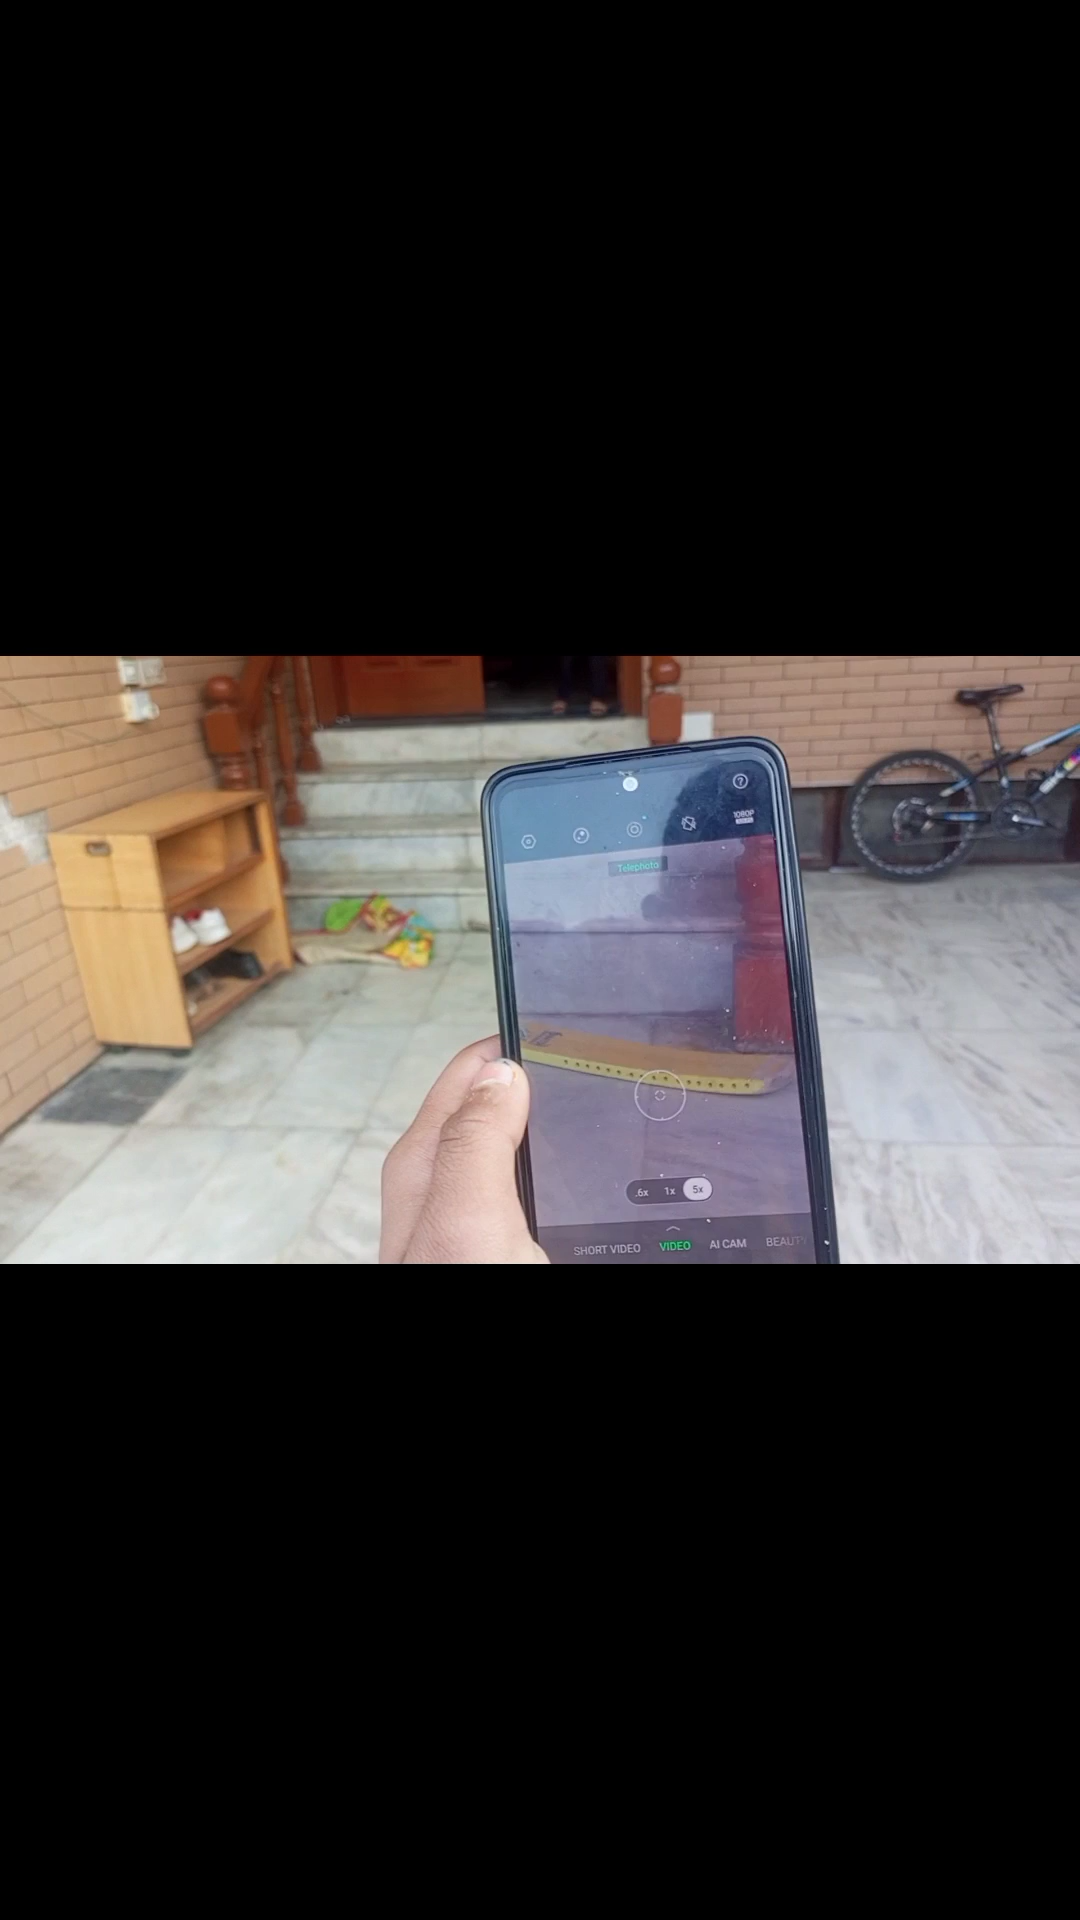 ?
1080P
Telephoto
.6x 1x 5x
SHORT VIDEO VIDEO AI CAM BEAUTY